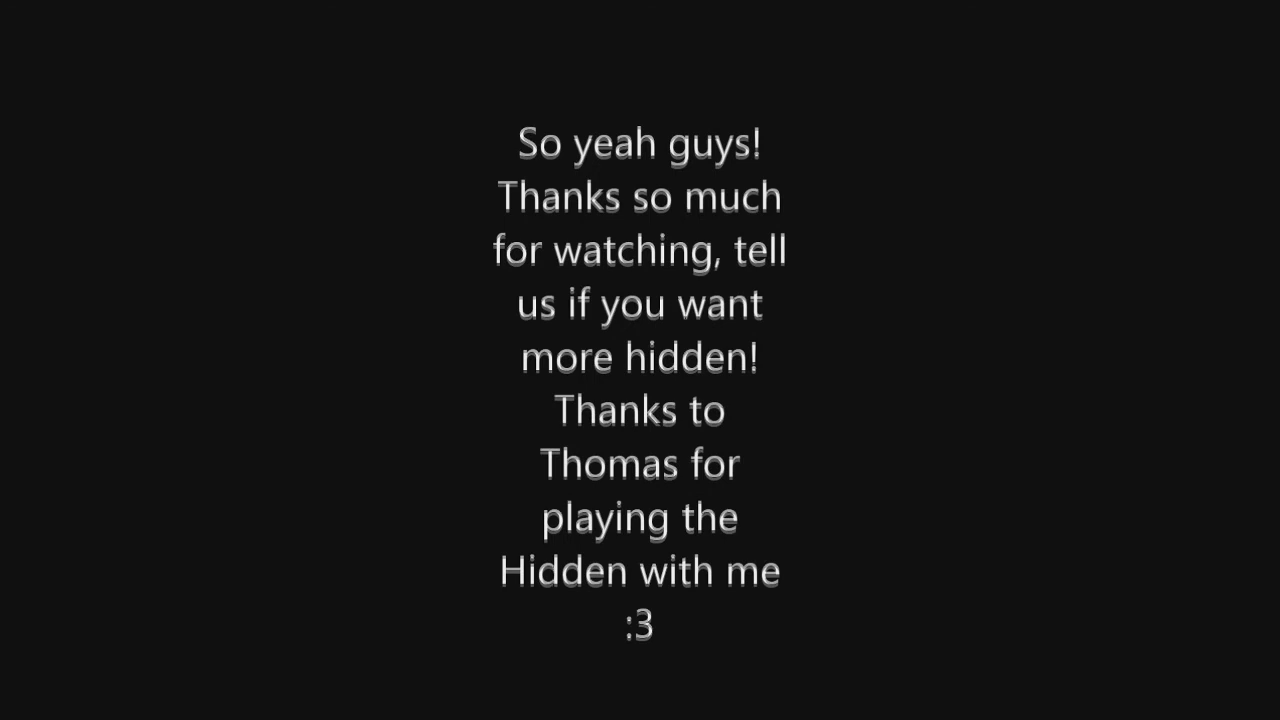 So yeah guys!
Thanks so much
for watching, tell
us if you want
more hidden!
Thanks to
Thomas for
playing the
Hidden with me
:3